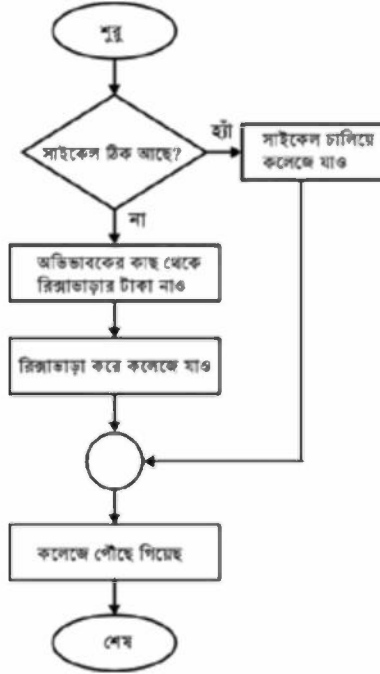 শুরু
সাইকেল ঠিক আছে?
হ্যাঁ
সাইকেল চালিয়ে
কলেজে যাও
না
অভিভাবকের কাছ থেকে
রিক্সাভাড়ার টাকা নাও
রিক্সাভাড়া করে কলেজে যাও
কলেজে পৌঁছে গিয়েছ
শেষ